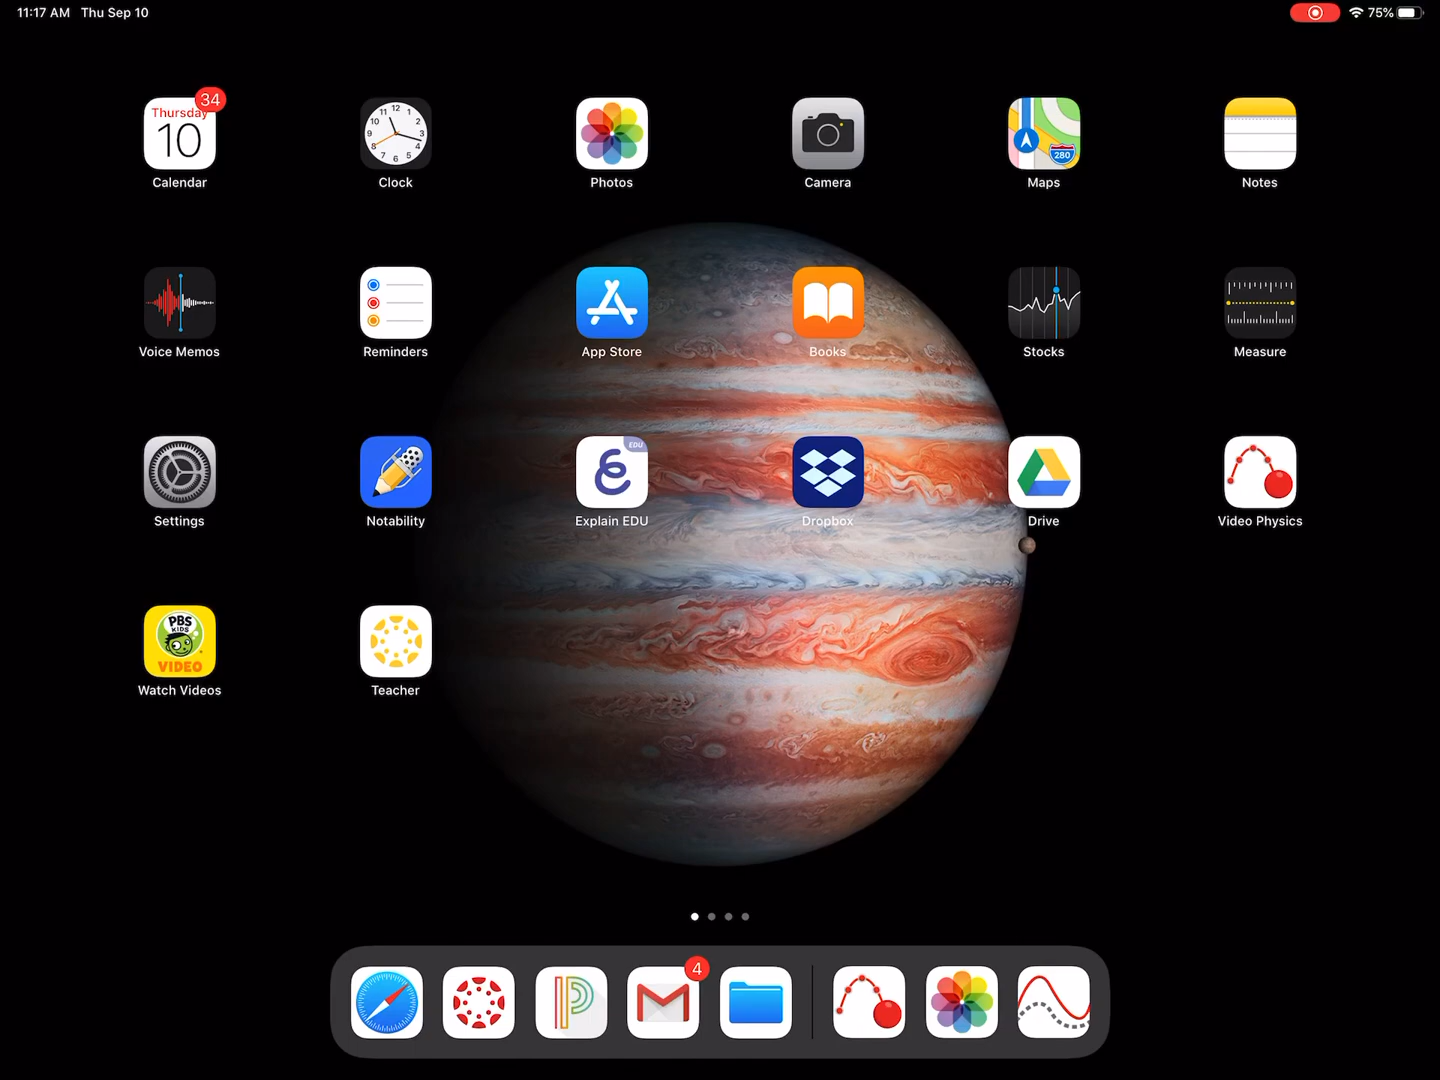 11:17 AM Thu Sep 10
75%
34
Thursday
10
Calendar
Clock
Photos
Camera
280
Maps
Notes
Voice Memos
Reminders
App Store
Books
Stocks
Measure
Settings
Notability
EDU
Explain EDU
Dropbox
Drive
Video Physics
PBS
KIDS
VIDEO
Watch Videos
Teacher
4